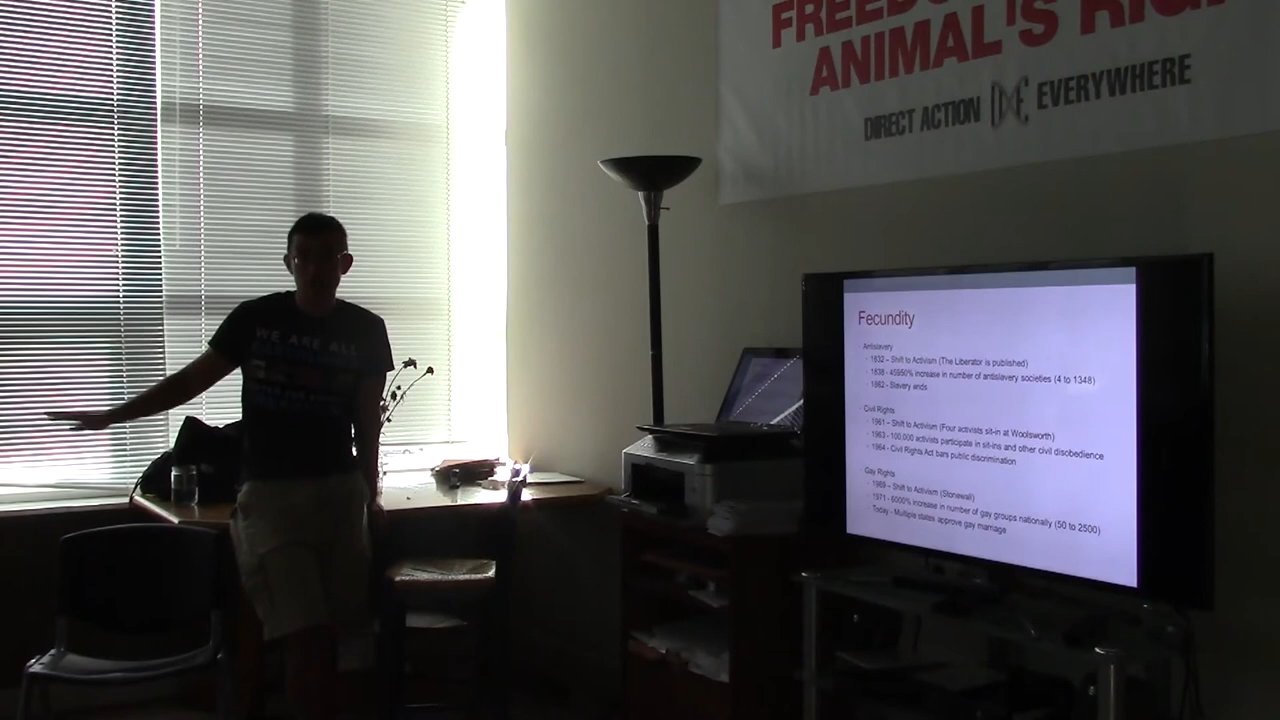 FREED
ANIMAL'S RIG
DIRECT ACTION EVERYWHERE
WE ARE ALL
Fecundity
Antislavery
- 1832 – Shift to Activism (The Liberator is published)
- 1838 - 45950% increase in number of antislavery societies (4 to 1348)
- 1862 - Slavery ends
Civil Rights
- 1961 – Shift to Activism (Four activists sit-in at Woolsworth)
- 1963 - 100,000 activists participate in sit-ins and other civil disobedience
- 1964 - Civil Rights Act bars public discrimination
Gay Rights
- 1969 – Shift to Activism (Stonewall)
- 1971 - 6000% increase in number of gay groups nationally (50 to 2500)
- Today - Multiple states approve gay marriage